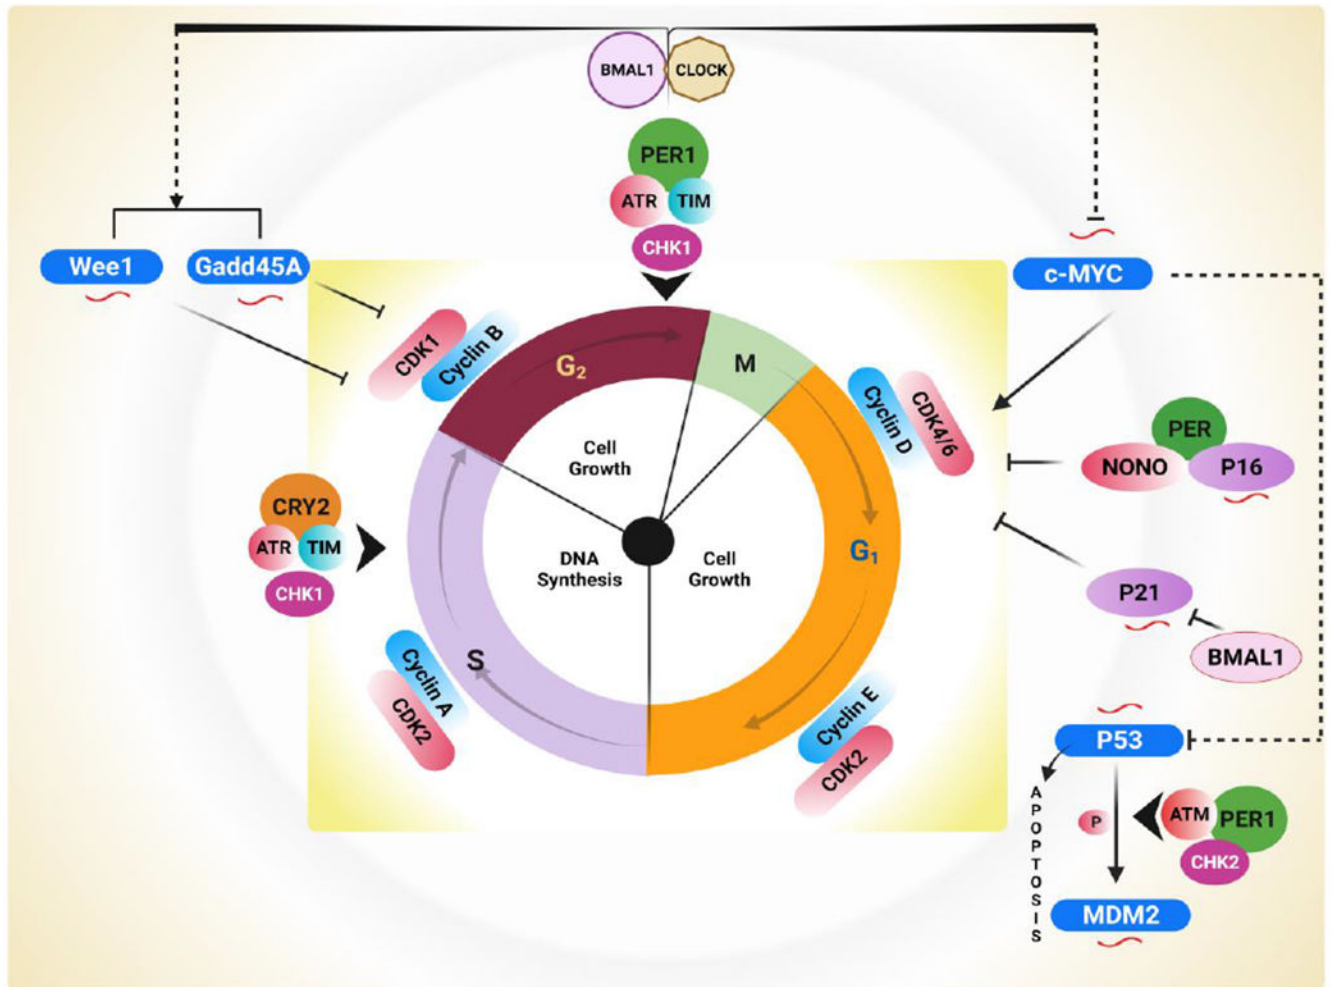 BMAL1
CLOCK
PER1
ATR
TIM
CHK1
Wee1
Gadd45A
c-MYC
CDK1
Cyclin B
G₂
M
Cyclin D
CDK4/6
PER
NONO
P16
Cell
Growth
CRY2
ATR
TIM
CHK1
DNA
Synthesis
Cell
Growth
G₁
P21
BMAL1
S
Cyclin A
CDK2
Cyclin E
CDK2
P53
APOPTOSIS
P
ATM
PER1
CHK2
MDM2